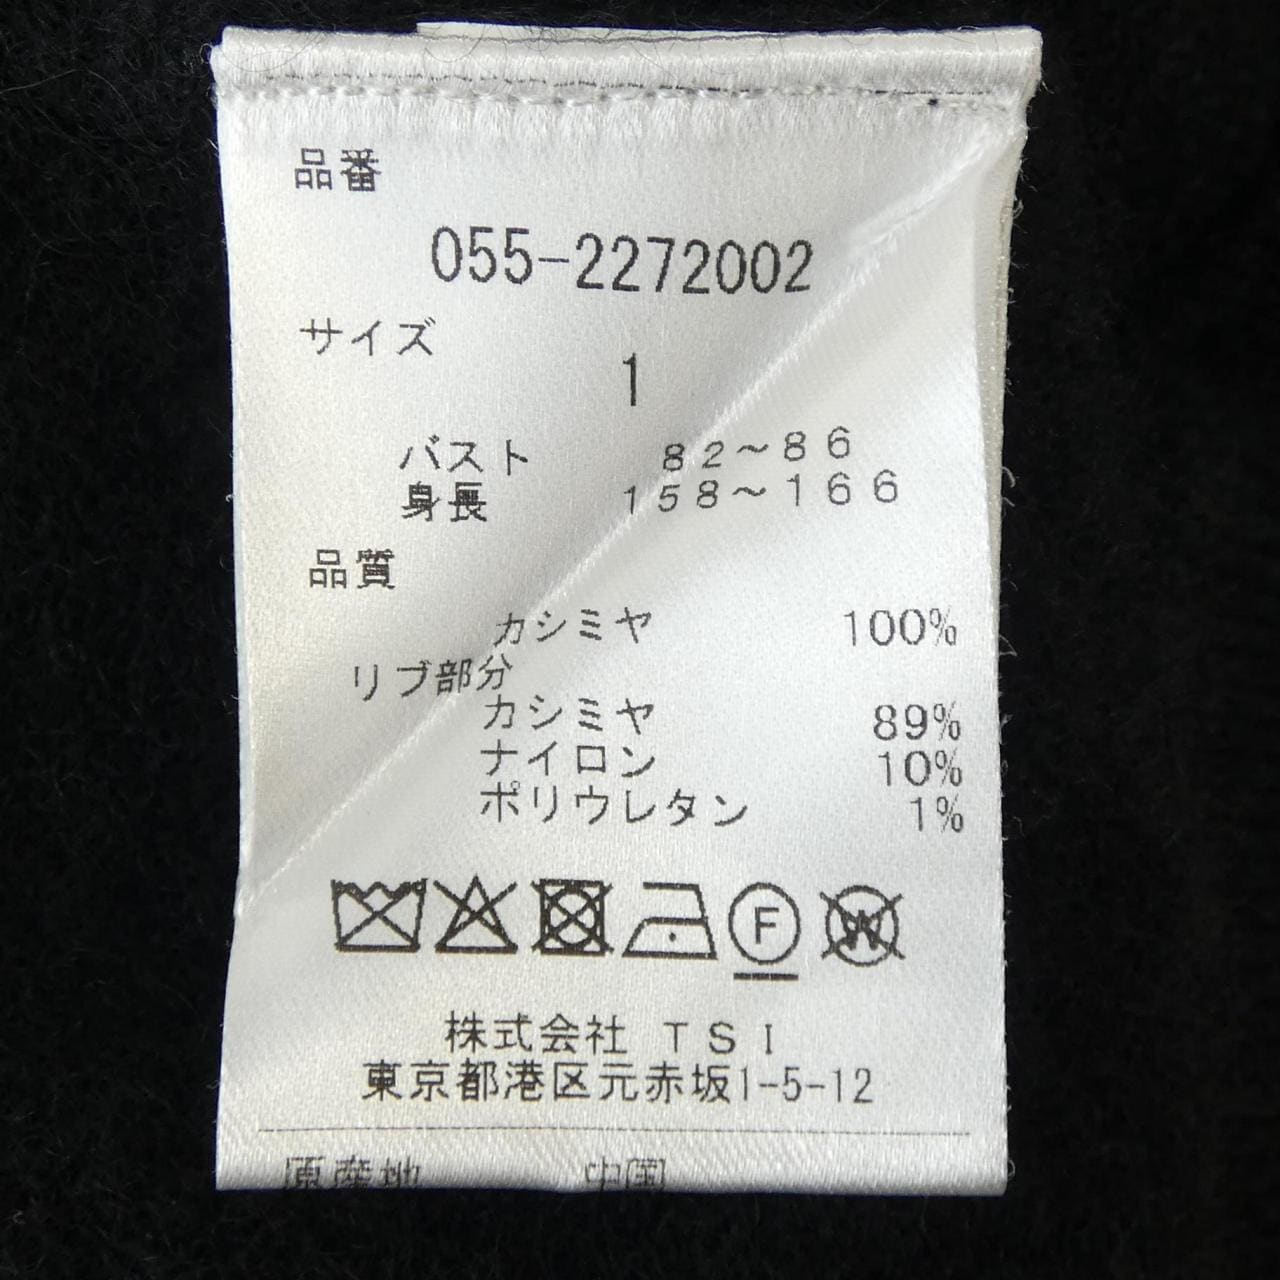 品番
055-2272002
サイズ
1
バスト 82～86
身長 158～166
品質
カシミヤ 100%
リブ部分
カシミヤ 89%
ナイロン 10%
ポリウレタン 1%
F W
株式会社 TSI
東京都港区元赤坂1-5-12
原産地 中国